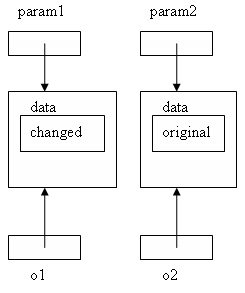 param1 param2
data data
changed original
o1 o2